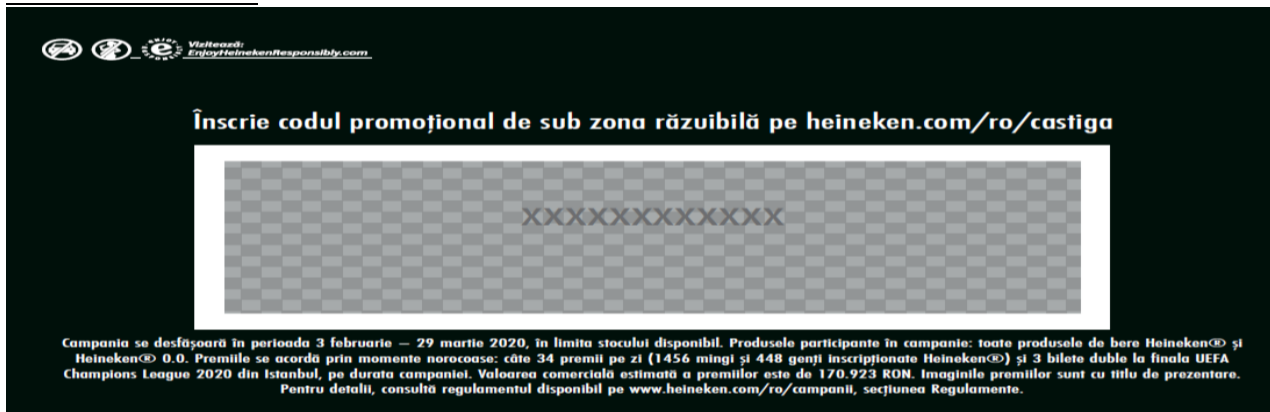 Vizitează:
EnjoyHeinekenResponsibly.com
Înscrie codul promoțional de sub zona răzuibilă pe heineken.com/ro/castiga
XXXXXXXXXXXX
Campania se desfășoară în perioada 3 februarie – 29 martie 2020, în limita stocului disponibil. Produsele participante în campanie: toate produsele de bere Heineken® și
Heineken® 0.0. Premiile se acordă prin momente norocoase: câte 34 premii pe zi (1456 mingi și 448 genți inscripționate Heineken®) și 3 bilete duble la finala UEFA
Champions League 2020 din Istanbul, pe durata campaniei. Valoarea comercială estimată a premiilor este de 170.923 RON. Imaginile premiilor sunt cu titlu de prezentare.
Pentru detalii, consultă regulamentul disponibil pe www.heineken.com/ro/campanii, secțiunea Regulamente.